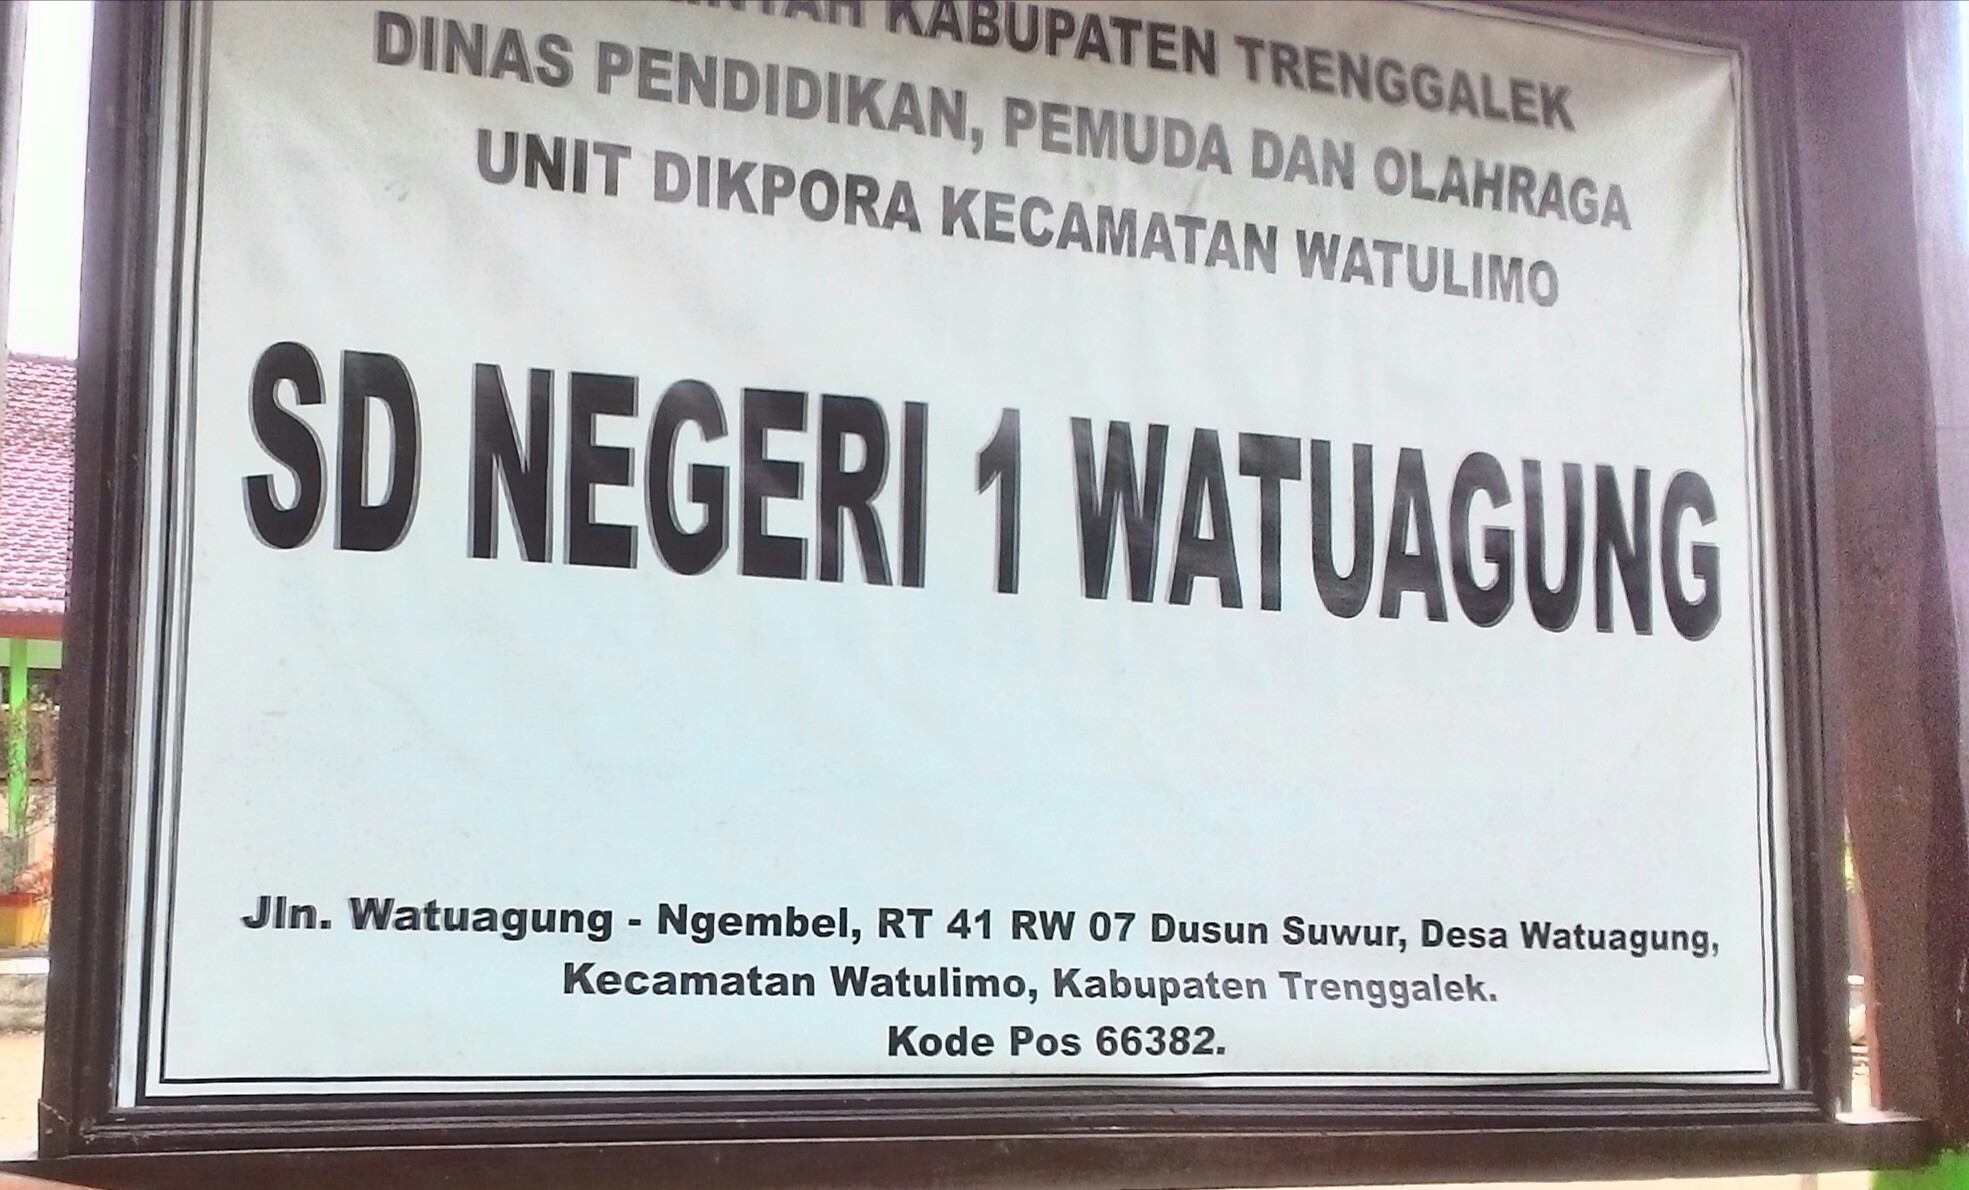 KABUPATEN TRENGGALEK
DINAS PENDIDIKAN, PEMUDA DAN OLAHRAGA
UNIT DIKPORA KECAMATAN WATULIMO
SD NEGERI 1 WATUAGUNG
Jln. Watuagung - Ngembel, RT 41 RW 07 Dusun Suwur, Desa Watuagung,
Kecamatan Watulimo, Kabupaten Trenggalek.
Kode Pos 66382.